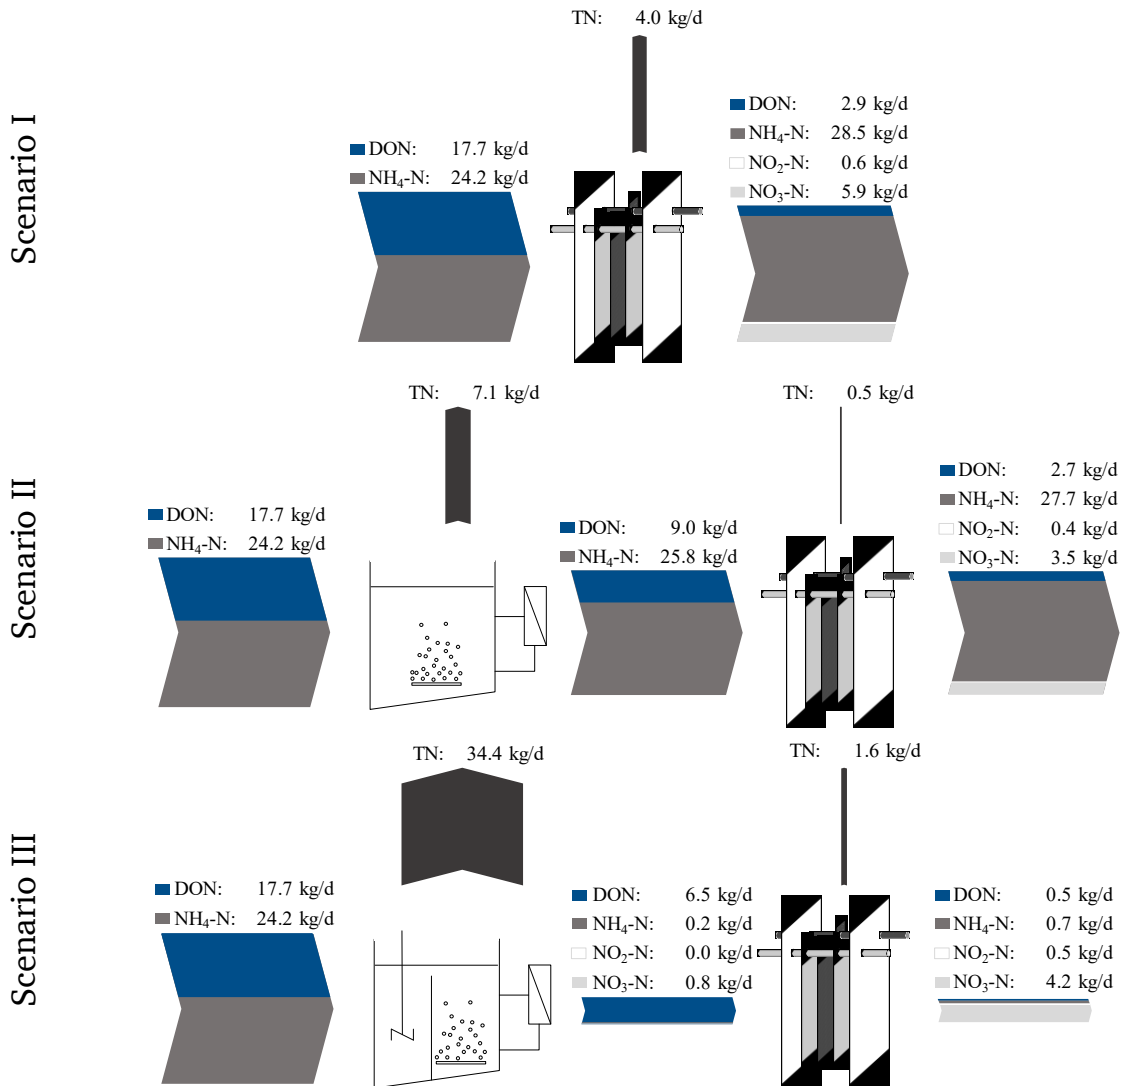 Scenario I
TN: 4.0 kg/d
DON: 17.7 kg/d
NH₄-N: 24.2 kg/d
DON: 2.9 kg/d
NH₄-N: 28.5 kg/d
NO₂-N: 0.6 kg/d
NO₃-N: 5.9 kg/d
Scenario II
TN: 7.1 kg/d
TN: 0.5 kg/d
DON: 17.7 kg/d
NH₄-N: 24.2 kg/d
DON: 9.0 kg/d
NH₄-N: 25.8 kg/d
DON: 2.7 kg/d
NH₄-N: 27.7 kg/d
NO₂-N: 0.4 kg/d
NO₃-N: 3.5 kg/d
Scenario III
TN: 34.4 kg/d
TN: 1.6 kg/d
DON: 17.7 kg/d
NH₄-N: 24.2 kg/d
DON: 6.5 kg/d
NH₄-N: 0.2 kg/d
NO₂-N: 0.0 kg/d
NO₃-N: 0.8 kg/d
DON: 0.5 kg/d
NH₄-N: 0.7 kg/d
NO₂-N: 0.5 kg/d
NO₃-N: 4.2 kg/d